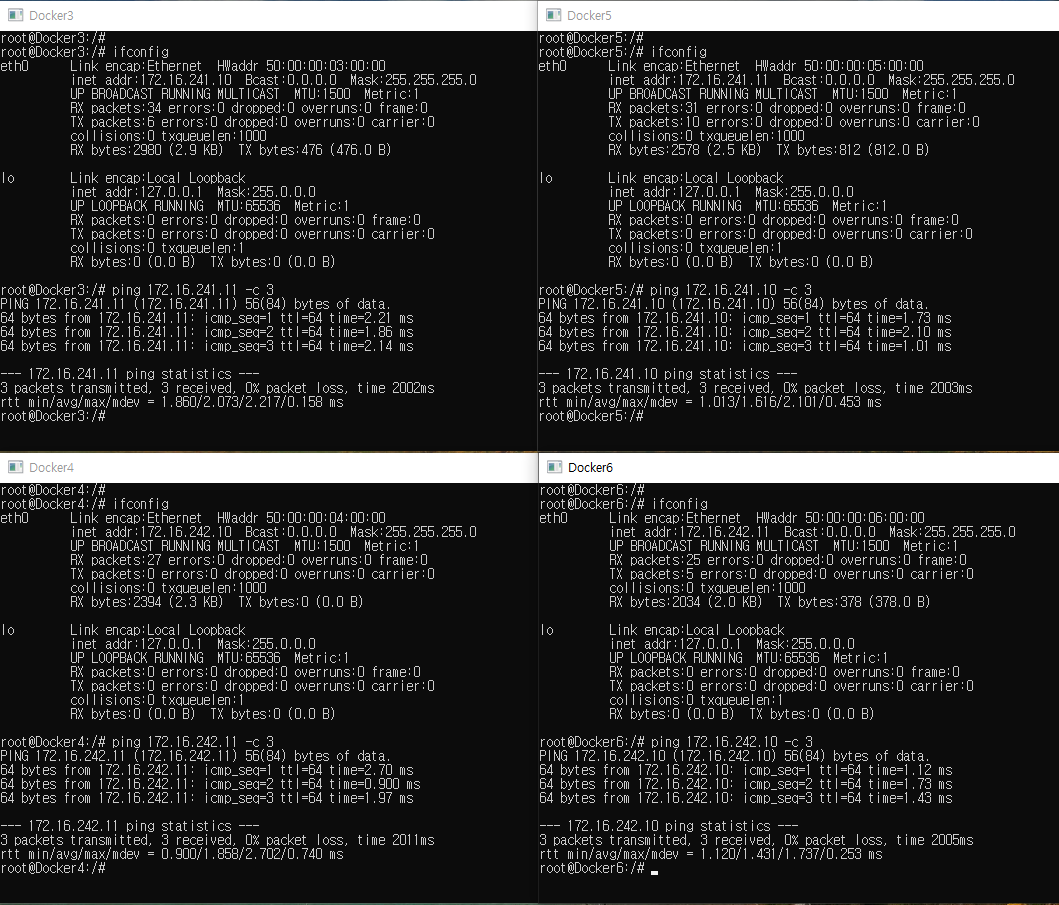 Docker3
root@Docker3:/#
root@Docker3:/# ifconfig
eth0 Link encap:Ethernet HWaddr 50:00:00:03:00:00
inet addr:172.16.241.10 Bcast:0.0.0.0 Mask:255.255.255.0
UP BROADCAST RUNNING MULTICAST MTU:1500 Metric:1
RX packets:34 errors:0 dropped:0 overruns:0 frame:0
TX packets:6 errors:0 dropped:0 overruns:0 carrier:0
collisions:0 txqueuelen:1000
RX bytes:2980 (2.9 KB) TX bytes:476 (476.0 B)
lo Link encap:Local Loopback
inet addr:127.0.0.1 Mask:255.0.0.0
UP LOOPBACK RUNNING MTU:65536 Metric:1
RX packets:0 errors:0 dropped:0 overruns:0 frame:0
TX packets:0 errors:0 dropped:0 overruns:0 carrier:0
collisions:0 txqueuelen:1
RX bytes:0 (0.0 B) TX bytes:0 (0.0 B)
root@Docker3:/# ping 172.16.241.11 -c 3
PING 172.16.241.11 (172.16.241.11) 56(84) bytes of data.
64 bytes from 172.16.241.11: icmp_seq=1 ttl=64 time=2.21 ms
64 bytes from 172.16.241.11: icmp_seq=2 ttl=64 time=1.86 ms
64 bytes from 172.16.241.11: icmp_seq=3 ttl=64 time=2.14 ms
--- 172.16.241.11 ping statistics ---
3 packets transmitted, 3 received, 0% packet loss, time 2002ms
rtt min/avg/max/mdev = 1.860/2.073/2.217/0.158 ms
root@Docker3:/#
Docker5
root@Docker5:/#
root@Docker5:/# ifconfig
eth0 Link encap:Ethernet HWaddr 50:00:00:05:00:00
inet addr:172.16.241.11 Bcast:0.0.0.0 Mask:255.255.255.0
UP BROADCAST RUNNING MULTICAST MTU:1500 Metric:1
RX packets:31 errors:0 dropped:0 overruns:0 frame:0
TX packets:10 errors:0 dropped:0 overruns:0 carrier:0
collisions:0 txqueuelen:1000
RX bytes:2578 (2.5 KB) TX bytes:812 (812.0 B)
lo Link encap:Local Loopback
inet addr:127.0.0.1 Mask:255.0.0.0
UP LOOPBACK RUNNING MTU:65536 Metric:1
RX packets:0 errors:0 dropped:0 overruns:0 frame:0
TX packets:0 errors:0 dropped:0 overruns:0 carrier:0
collisions:0 txqueuelen:1
RX bytes:0 (0.0 B) TX bytes:0 (0.0 B)
root@Docker5:/# ping 172.16.241.10 -c 3
PING 172.16.241.10 (172.16.241.10) 56(84) bytes of data.
64 bytes from 172.16.241.10: icmp_seq=1 ttl=64 time=1.73 ms
64 bytes from 172.16.241.10: icmp_seq=2 ttl=64 time=2.10 ms
64 bytes from 172.16.241.10: icmp_seq=3 ttl=64 time=1.01 ms
--- 172.16.241.10 ping statistics ---
3 packets transmitted, 3 received, 0% packet loss, time 2003ms
rtt min/avg/max/mdev = 1.013/1.616/2.101/0.453 ms
root@Docker5:/#
Docker4
root@Docker4:/#
root@Docker4:/# ifconfig
eth0 Link encap:Ethernet HWaddr 50:00:00:04:00:00
inet addr:172.16.242.10 Bcast:0.0.0.0 Mask:255.255.255.0
UP BROADCAST RUNNING MULTICAST MTU:1500 Metric:1
RX packets:27 errors:0 dropped:0 overruns:0 frame:0
TX packets:0 errors:0 dropped:0 overruns:0 carrier:0
collisions:0 txqueuelen:1000
RX bytes:2394 (2.3 KB) TX bytes:0 (0.0 B)
lo Link encap:Local Loopback
inet addr:127.0.0.1 Mask:255.0.0.0
UP LOOPBACK RUNNING MTU:65536 Metric:1
RX packets:0 errors:0 dropped:0 overruns:0 frame:0
TX packets:0 errors:0 dropped:0 overruns:0 carrier:0
collisions:0 txqueuelen:1
RX bytes:0 (0.0 B) TX bytes:0 (0.0 B)
root@Docker4:/# ping 172.16.242.11 -c 3
PING 172.16.242.11 (172.16.242.11) 56(84) bytes of data.
64 bytes from 172.16.242.11: icmp_seq=1 ttl=64 time=2.70 ms
64 bytes from 172.16.242.11: icmp_seq=2 ttl=64 time=0.900 ms
64 bytes from 172.16.242.11: icmp_seq=3 ttl=64 time=1.97 ms
--- 172.16.242.11 ping statistics ---
3 packets transmitted, 3 received, 0% packet loss, time 2011ms
rtt min/avg/max/mdev = 0.900/1.858/2.702/0.740 ms
root@Docker4:/#
Docker6
root@Docker6:/#
root@Docker6:/# ifconfig
eth0 Link encap:Ethernet HWaddr 50:00:00:06:00:00
inet addr:172.16.242.11 Bcast:0.0.0.0 Mask:255.255.255.0
UP BROADCAST RUNNING MULTICAST MTU:1500 Metric:1
RX packets:25 errors:0 dropped:0 overruns:0 frame:0
TX packets:5 errors:0 dropped:0 overruns:0 carrier:0
collisions:0 txqueuelen:1000
RX bytes:2034 (2.0 KB) TX bytes:378 (378.0 B)
lo Link encap:Local Loopback
inet addr:127.0.0.1 Mask:255.0.0.0
UP LOOPBACK RUNNING MTU:65536 Metric:1
RX packets:0 errors:0 dropped:0 overruns:0 frame:0
TX packets:0 errors:0 dropped:0 overruns:0 carrier:0
collisions:0 txqueuelen:1
RX bytes:0 (0.0 B) TX bytes:0 (0.0 B)
root@Docker6:/# ping 172.16.242.10 -c 3
PING 172.16.242.10 (172.16.242.10) 56(84) bytes of data.
64 bytes from 172.16.242.10: icmp_seq=1 ttl=64 time=1.12 ms
64 bytes from 172.16.242.10: icmp_seq=2 ttl=64 time=1.73 ms
64 bytes from 172.16.242.10: icmp_seq=3 ttl=64 time=1.43 ms
--- 172.16.242.10 ping statistics ---
3 packets transmitted, 3 received, 0% packet loss, time 2005ms
rtt min/avg/max/mdev = 1.120/1.431/1.737/0.253 ms
root@Docker6:/#